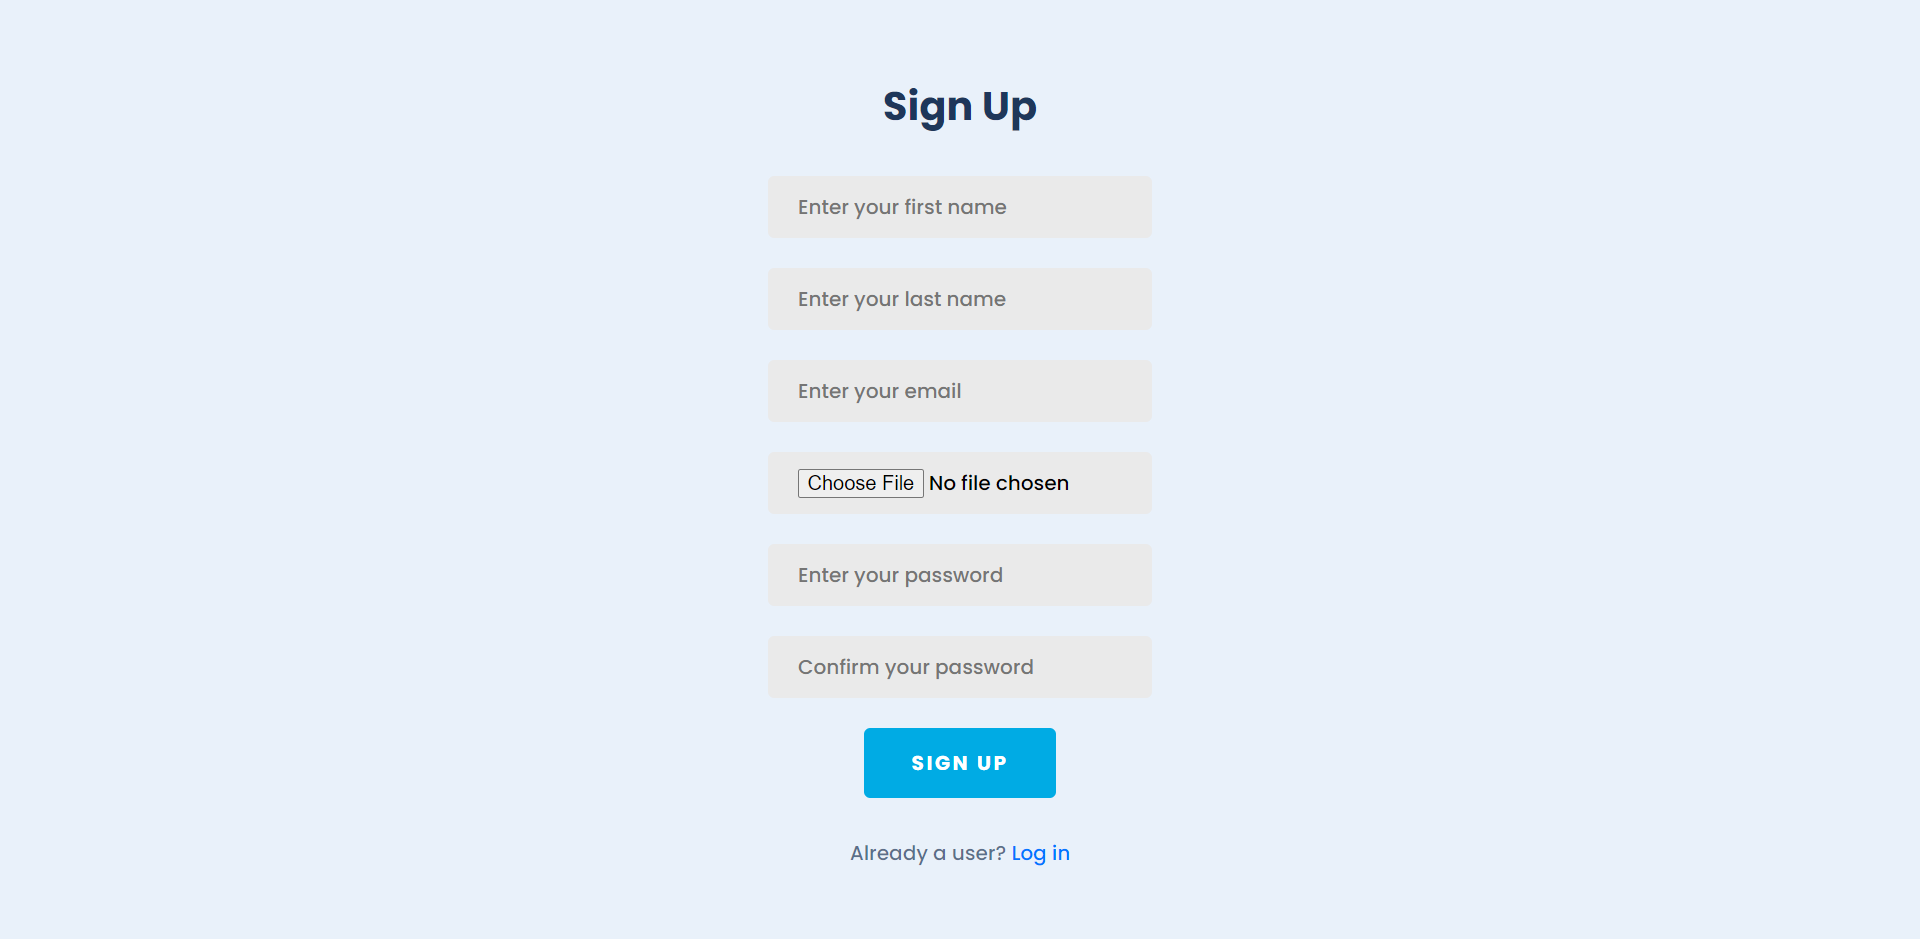 Sign Up
Enter your first name
Enter your last name
Enter your email
Choose File No file chosen
Enter your password
Confirm your password
SIGN UP
Already a user? Log in